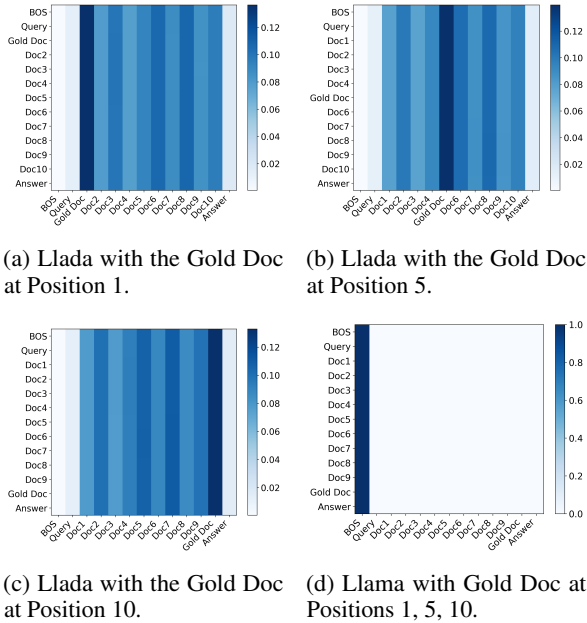 BOS
Query
Gold Doc
Doc2
Doc3
Doc4
Doc5
Doc6
Doc7
Doc8
Doc9
Doc10
Answer
BOS Query Gold Doc Doc2 Doc3 Doc4 Doc5 Doc6 Doc7 Doc8 Doc9 Doc10 Answer
0.12
0.10
0.08
0.06
0.04
0.02
BOS
Query
Doc1
Doc2
Doc3
Doc4
Gold Doc
Doc6
Doc7
Doc8
Doc9
Doc10
Answer
BOS Query Doc1 Doc2 Doc3 Doc4 Gold Doc Doc6 Doc7 Doc8 Doc9 Doc10 Answer
0.12
0.10
0.08
0.06
0.04
0.02
(a) Llada with the Gold Doc
at Position 1.
(b) Llada with the Gold Doc
at Position 5.
BOS
Query
Doc1
Doc2
Doc3
Doc4
Doc5
Doc6
Doc7
Doc8
Doc9
Gold Doc
Answer
BOS Query Doc1 Doc2 Doc3 Doc4 Doc5 Doc6 Doc7 Doc8 Doc9 Gold Doc Answer
0.12
0.10
0.08
0.06
0.04
0.02
BOS
Query
Doc1
Doc2
Doc3
Doc4
Doc5
Doc6
Doc7
Doc8
Doc9
Gold Doc
Answer
BOS Query Doc1 Doc2 Doc3 Doc4 Doc5 Doc6 Doc7 Doc8 Doc9 Gold Doc Answer
1.0
0.8
0.6
0.4
0.2
0.0
(c) Llada with the Gold Doc
at Position 10.
(d) Llama with Gold Doc at
Positions 1, 5, 10.